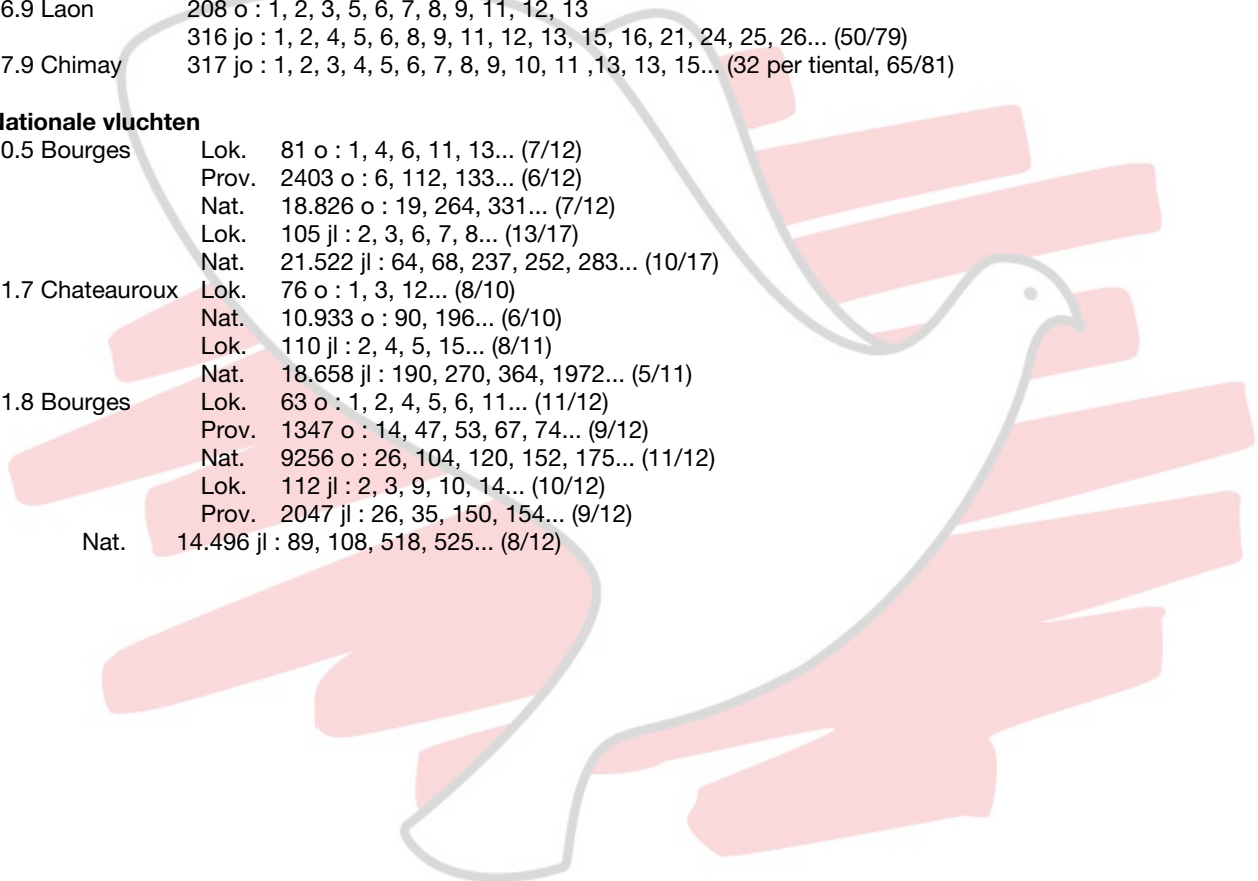 6.9 Laon 208 o : 1, 2, 3, 5, 6, 7, 8, 9, 11, 12, 13
316 jo : 1, 2, 4, 5, 6, 8, 9, 11, 12, 13, 15, 16, 21, 24, 25, 26... (50/79)
7.9 Chimay 317 jo : 1, 2, 3, 4, 5, 6, 7, 8, 9, 10, 11 ,13, 13, 15... (32 per tiental, 65/81)
ationale vluchten
0.5 Bourges Lok. 81 o : 1, 4, 6, 11, 13... (7/12)
Prov. 2403 o : 6, 112, 133... (6/12)
Nat. 18.826 o : 19, 264, 331... (7/12)
Lok. 105 jl : 2, 3, 6, 7, 8... (13/17)
Nat. 21.522 jl : 64, 68, 237, 252, 283... (10/17)
1.7 Chateauroux Lok. 76 o : 1, 3, 12... (8/10)
Nat. 10.933 o : 90, 196... (6/10)
Lok. 110 jl : 2, 4, 5, 15... (8/11)
Nat. 18.658 jl : 190, 270, 364, 1972... (5/11)
1.8 Bourges Lok. 63 o : 1, 2, 4, 5, 6, 11... (11/12)
Prov. 1347 o : 14, 47, 53, 67, 74... (9/12)
Nat. 9256 o : 26, 104, 120, 152, 175... (11/12)
Lok. 112 jl : 2, 3, 9, 10, 14... (10/12)
Prov. 2047 jl : 26, 35, 150, 154... (9/12)
Nat. 14.496 jl : 89, 108, 518, 525... (8/12)